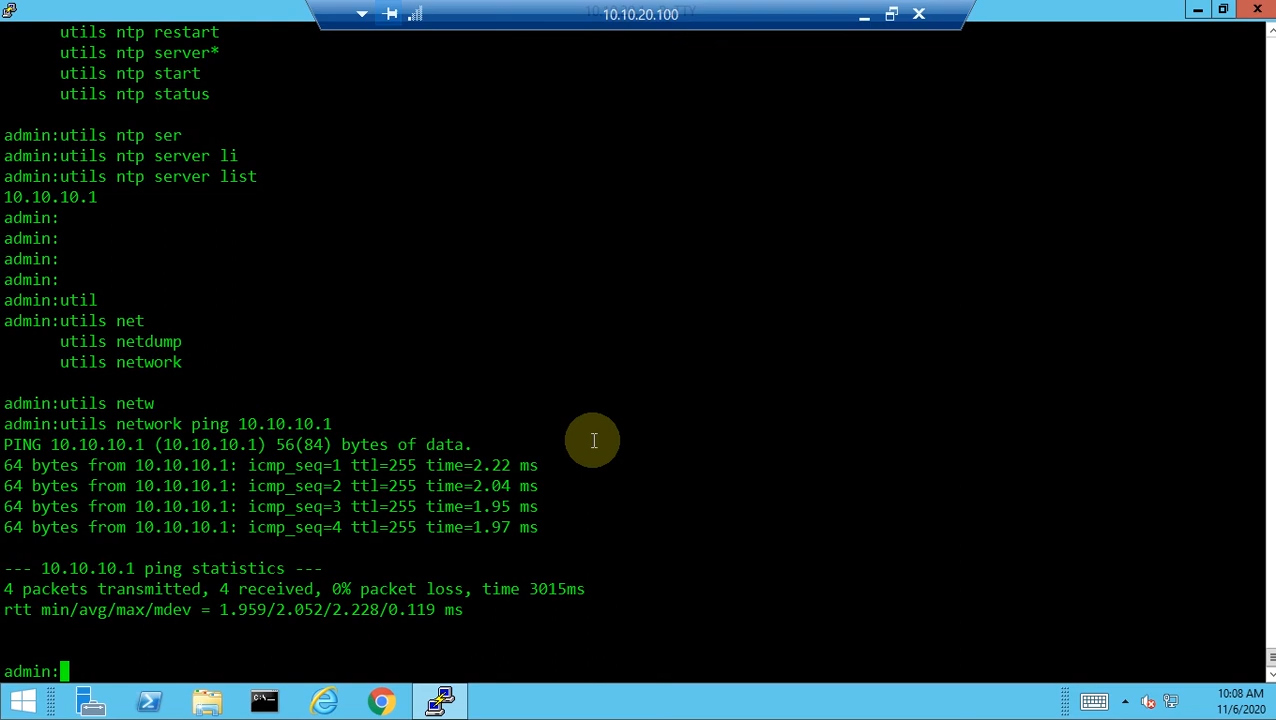 10.10.20.100
utils ntp restart
utils ntp server*
utils ntp start
utils ntp status
admin:utils ntp ser
admin:utils ntp server li
admin:utils ntp server list
10.10.10.1
admin:
admin:
admin:
admin:
admin:util
admin:utils net
utils netdump
utils network
admin:utils netw
admin:utils network ping 10.10.10.1
PING 10.10.10.1 (10.10.10.1) 56(84) bytes of data.
64 bytes from 10.10.10.1: icmp_seq=1 ttl=255 time=2.22 ms
64 bytes from 10.10.10.1: icmp_seq=2 ttl=255 time=2.04 ms
64 bytes from 10.10.10.1: icmp_seq=3 ttl=255 time=1.95 ms
64 bytes from 10.10.10.1: icmp_seq=4 ttl=255 time=1.97 ms
--- 10.10.10.1 ping statistics ---
4 packets transmitted, 4 received, 0% packet loss, time 3015ms
rtt min/avg/max/mdev = 1.959/2.052/2.228/0.119 ms
admin:
10:08 AM
11/6/2020